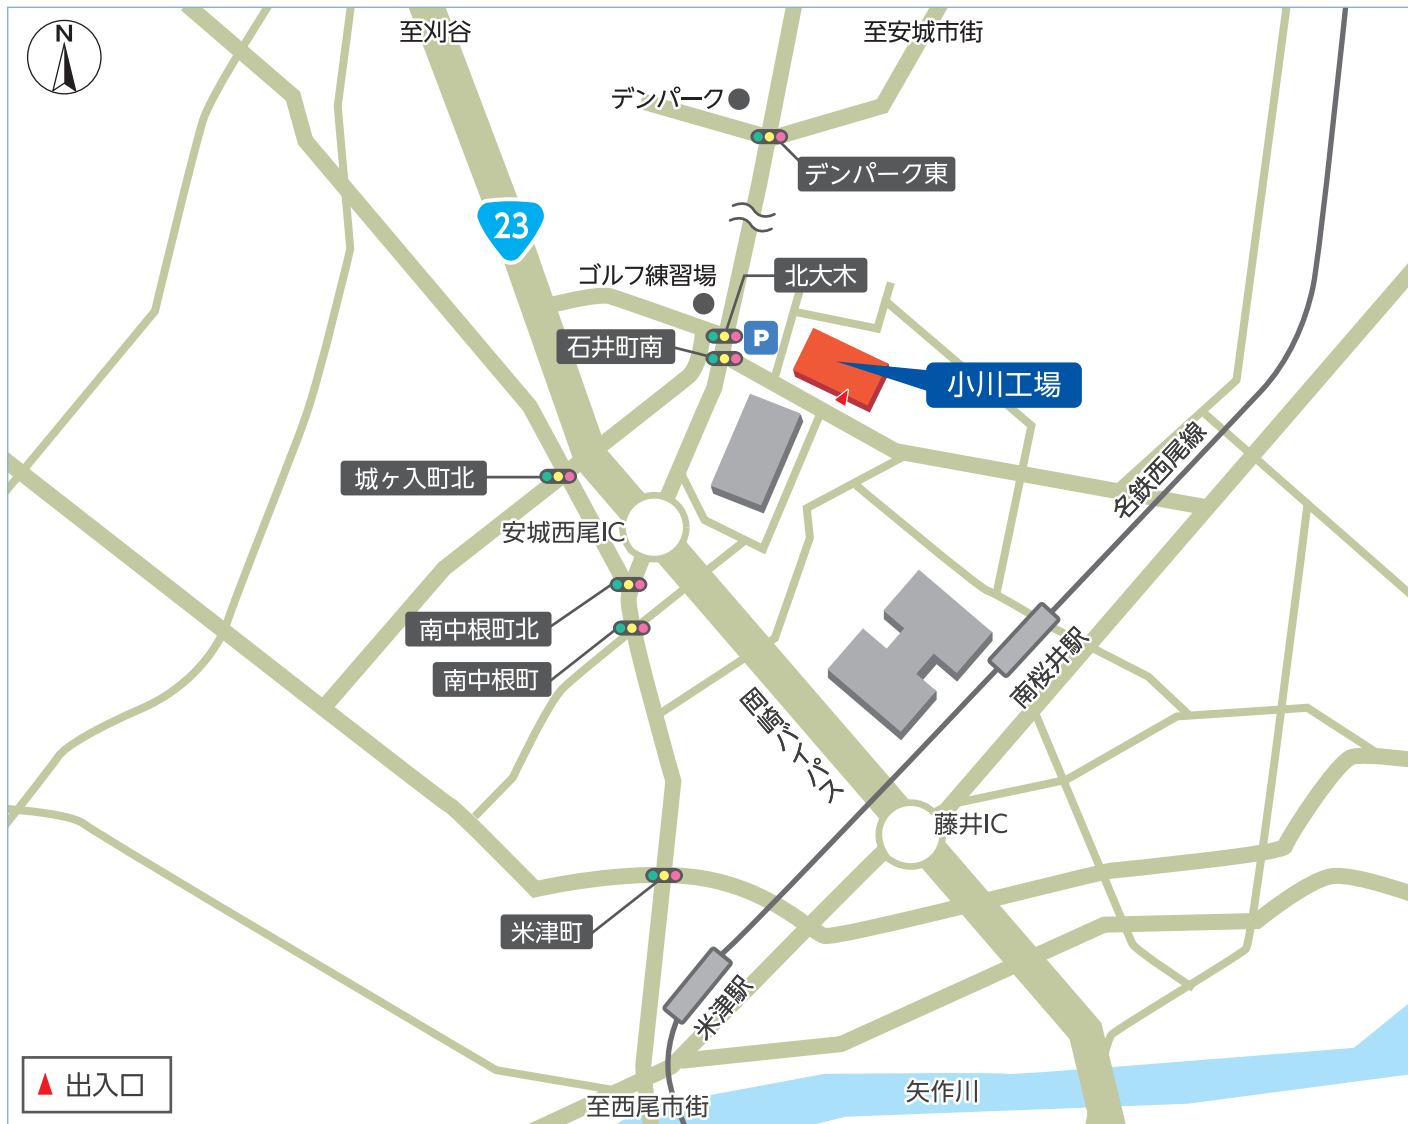 N
至刈谷
至安城市街
デンパーク
デンパーク東
23
ゴルフ練習場
北大木
石井町南
P
小川工場
名鉄西尾線
城ヶ入町北
安城西尾IC
南中根町北
南中根町
南桜井駅
岡崎バイパス
藤井IC
米津町
米津駅
出入口
矢作川
至西尾市街